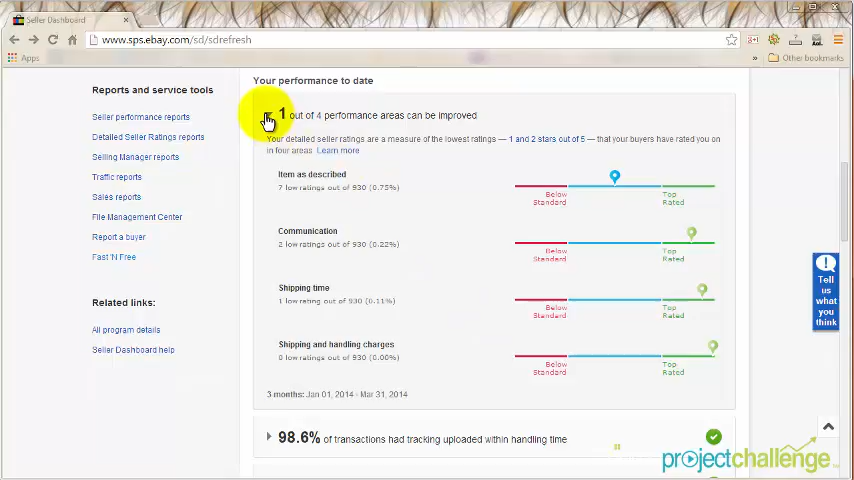 Seller Dashboard
www.sps.ebay.com/sd/sdrefresh
Apps
Other bookmarks
Reports and service tools
Seller performance reports
Detailed Seller Ratings reports
Selling Manager reports
Traffic reports
Sales reports
File Management Center
Report a buyer
Fast 'N Free
Related links:
All program details
Seller Dashboard help
Your performance to date
1 out of 4 performance areas can be improved
Your detailed seller ratings are a measure of the lowest ratings — 1 and 2 stars out of 5 — that your buyers have rated you on
in four areas. Learn more
Item as described
7 low ratings out of 930 (0.75%)
Below
Standard
Top
Rated
Communication
2 low ratings out of 930 (0.22%)
Below
Standard
Top
Rated
Shipping time
1 low rating out of 930 (0.11%)
Below
Standard
Top
Rated
Shipping and handling charges
0 low ratings out of 930 (0.00%)
Below
Standard
Top
Rated
3 months: Jan 01, 2014 - Mar 31, 2014
98.6% of transactions had tracking uploaded within handling time
!
Tell
us
what
you
think
projectchallenge